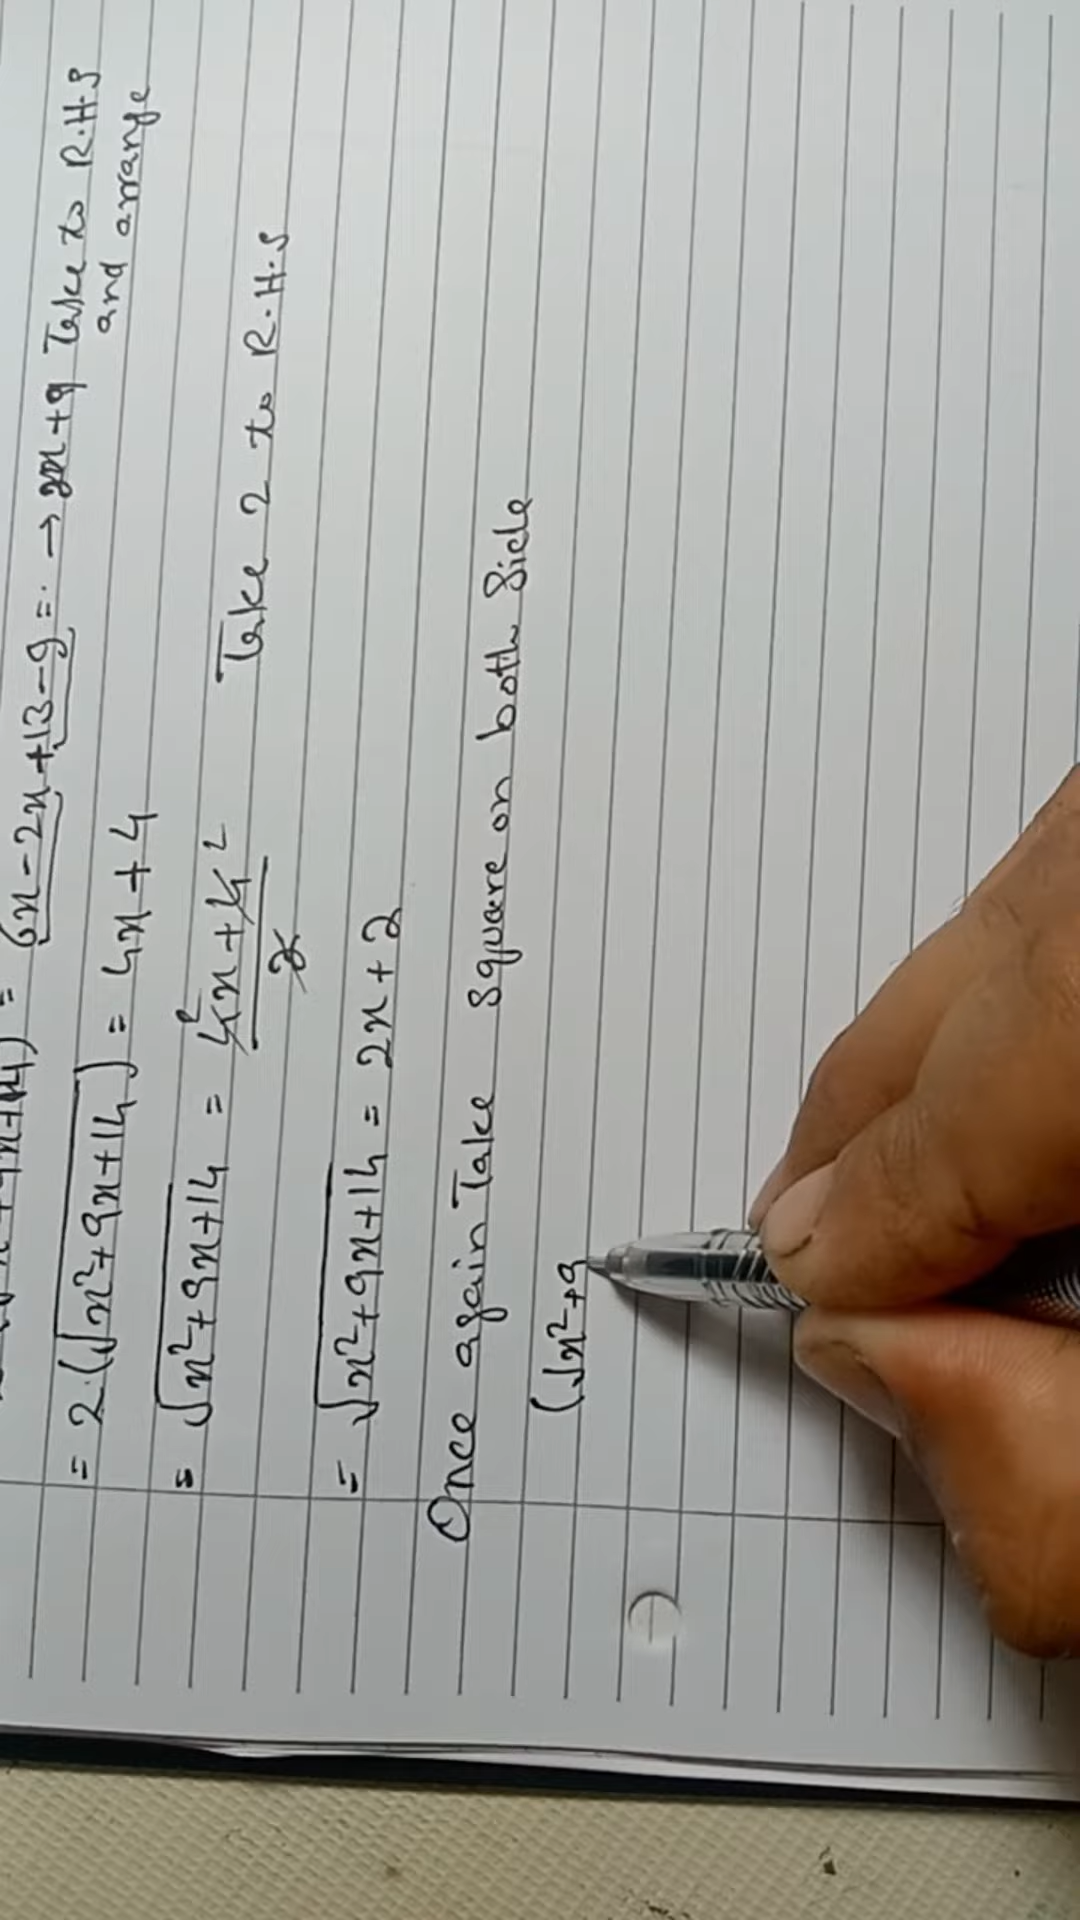 6x-2x+13-9=. → 2x+9 Take to R.H.S
and arrange
= 2.(√x²+9x+14) = 4x+4
= √x²+9x+14 = 4x+4/2 Take 2 to R.H.S
= √x²+9x+14 = 2x+2
Once again Take square on both side
(√x²+9